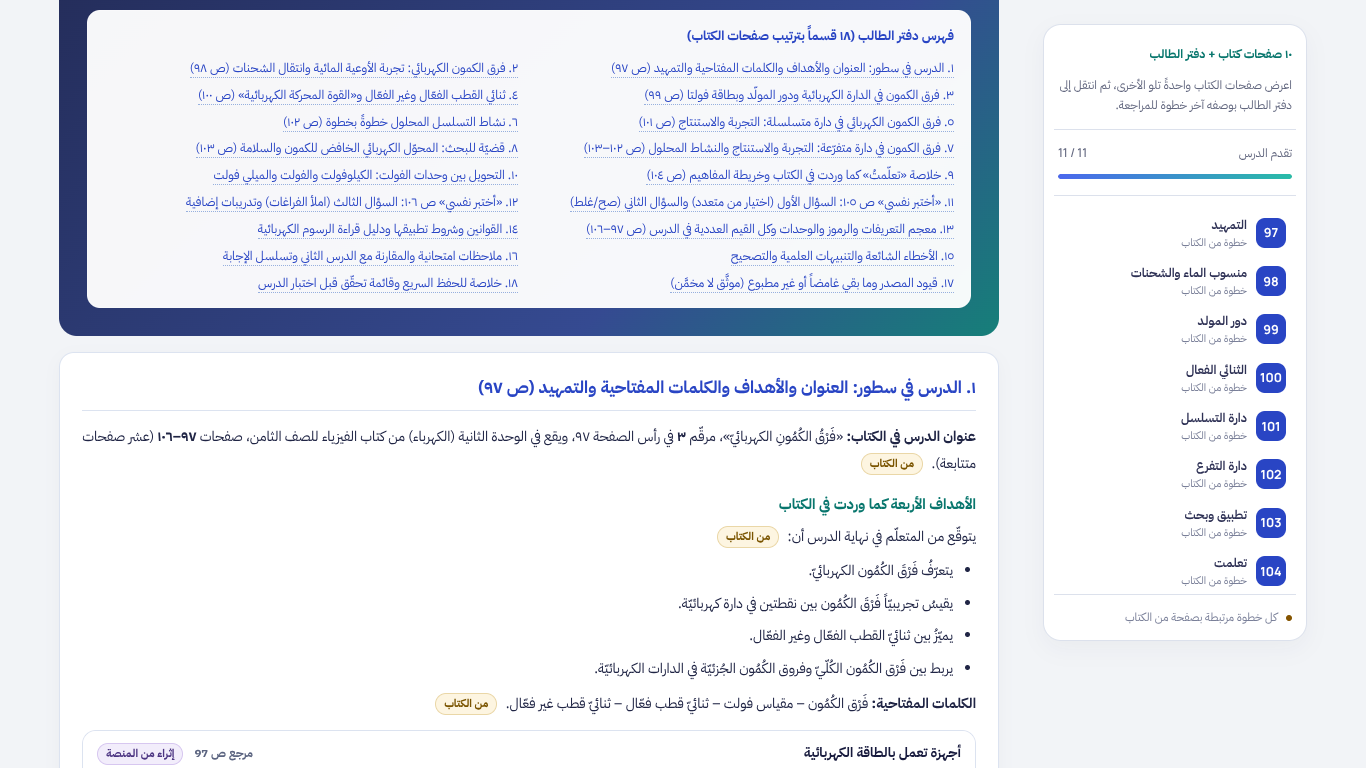 ١٠ صفحات كتاب + دفتر الطالب
اعرض صفحات الكتاب واحدةً تلو الأخرى، ثم انتقل إلى
دفتر الطالب بوصفه آخر خطوة للمراجعة.
تقدم الدرس
11 / 11
97
التمهيد
خطوة من الكتاب
98
منسوب الماء والشحنات
خطوة من الكتاب
99
دور المولد
خطوة من الكتاب
100
الثنائي الفعال
خطوة من الكتاب
101
دارة التسلسل
خطوة من الكتاب
102
دارة التفرع
خطوة من الكتاب
103
تطبيق وبحث
خطوة من الكتاب
104
تعلمت
خطوة من الكتاب
كل خطوة مرتبطة بصفحة من الكتاب
فهرس دفتر الطالب (١٨ قسماً بترتيب صفحات الكتاب)
١. الدرس في سطور: العنوان والأهداف والكلمات المفتاحية والتمهيد (ص ٩٧)
٢. فرق الكمون الكهربائي: تجربة الأوعية المائية وانتقال الشحنات (ص ٩٨)
٣. فرق الكمون في الدارة الكهربائية ودور المولّد وبطاقة فولتا (ص ٩٩)
٤. ثنائي القطب الفعّال وغير الفعّال و«القوة المحركة الكهربائية» (ص ١٠٠)
٥. فرق الكمون الكهربائي في دارة متسلسلة: التجربة والاستنتاج (ص ١٠١)
٦. نشاط التسلسل المحلول خطوةً بخطوة (ص ١٠٢)
٧. فرق الكمون في دارة متفرّعة: التجربة والاستنتاج والنشاط المحلول (ص ١٠٢–١٠٣)
٨. قضيّة للبحث: المحوّل الكهربائي الخافض للكمون والسلامة (ص ١٠٣)
٩. خلاصة «تعلّمتُ» كما وردت في الكتاب وخريطة المفاهيم (ص ١٠٤)
١٠. التحويل بين وحدات الفولت: الكيلوفولت والفولت والميلي فولت
١١. «أختبر نفسي» ص ١٠٥: السؤال الأول (اختيار من متعدد) والسؤال الثاني (صح/غلط)
١٢. «أختبر نفسي» ص ١٠٦: السؤال الثالث (املأ الفراغات) وتدريبات إضافية
١٣. معجم التعريفات والرموز والوحدات وكل القيم العددية في الدرس (ص ٩٧–١٠٦)
١٤. القوانين وشروط تطبيقها ودليل قراءة الرسوم الكهربائية
١٥. الأخطاء الشائعة والتنبيهات العلمية والتصحيح
١٦. ملاحظات امتحانية والمقارنة مع الدرس الثاني وتسلسل الإجابة
١٧. قيود المصدر وما بقي غامضاً أو غير مطبوع (موثَّق لا مخمَّن)
١٨. خلاصة للحفظ السريع وقائمة تحقّق قبل اختبار الدرس
١. الدرس في سطور: العنوان والأهداف والكلمات المفتاحية والتمهيد (ص ٩٧)
عنوان الدرس في الكتاب: «فَرْقُ الكُمُونِ الكهربائيّ»، مرقّم ٣ في رأس الصفحة ٩٧، ويقع في الوحدة الثانية (الكهرباء) من كتاب الفيزياء للصف الثامن، صفحات ٩٧–١٠٦ (عشر صفحات
متتابعة). من الكتاب
الأهداف الأربعة كما وردت في الكتاب
يتوقّع من المتعلّم في نهاية الدرس أن: من الكتاب
• يتعرّفُ فَرْقَ الكُمُون الكهربائيّ.
• يقيسُ تجريبيّاً فَرْقَ الكُمُون بين نقطتين في دارة كهربائيّة.
• يميّزُ بين ثنائيّ القطب الفعّال وغير الفعّال.
• يربط بين فَرْق الكُمُون الكُلّيّ وفروق الكُمُون الجُزئيّة في الدارات الكهربائيّة.
الكلمات المفتاحية: فَرْق الكُمُون – مقياس فولت – ثنائيّ قطب فعّال – ثنائيّ قطب غير فعّال. من الكتاب
أجهزة تعمل بالطاقة الكهربائية
مرجع ص 97
إثراء من المنصة